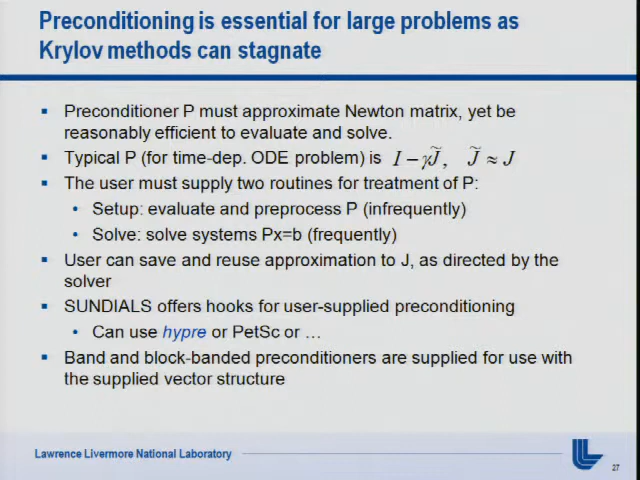 Preconditioning is essential for large problems as
Krylov methods can stagnate
▪ Preconditioner P must approximate Newton matrix, yet be
reasonably efficient to evaluate and solve.
▪ Typical P (for time-dep. ODE problem) is I − γJ̃, J̃ ≈ J
▪ The user must supply two routines for treatment of P:
• Setup: evaluate and preprocess P (infrequently)
• Solve: solve systems Px=b (frequently)
▪ User can save and reuse approximation to J, as directed by the
solver
▪ SUNDIALS offers hooks for user-supplied preconditioning
• Can use hypre or PetSc or …
▪ Band and block-banded preconditioners are supplied for use with
the supplied vector structure
Lawrence Livermore National Laboratory
27